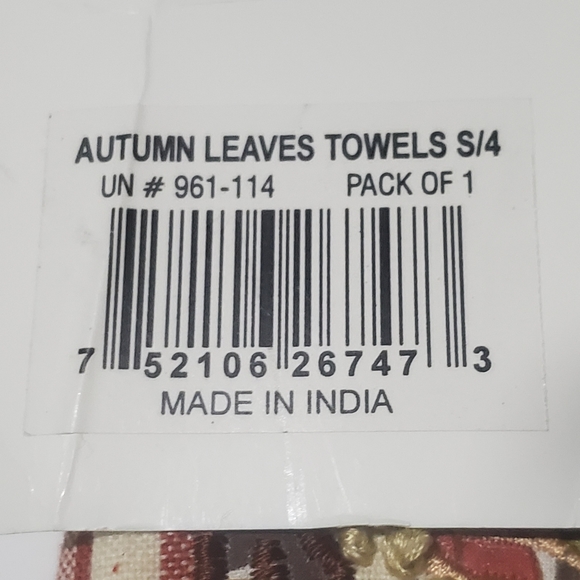 AUTUMN LEAVES TOWELS S/4
UN # 961-114 PACK OF 1
7 52106 26747 3
MADE IN INDIA